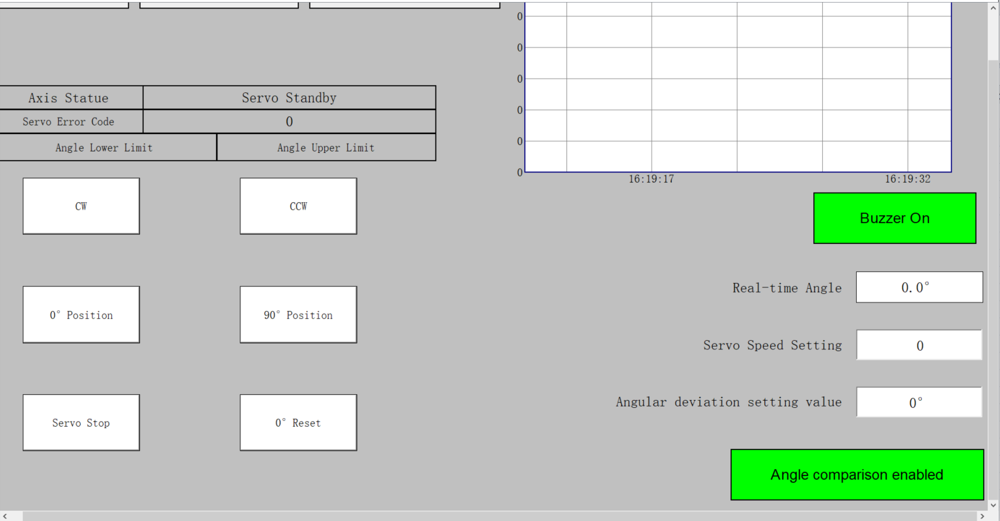 0
0
0
0
0
0
16:19:17 16:19:32
Axis Statue Servo Standby
Servo Error Code 0
Angle Lower Limit Angle Upper Limit
CW CCW
0° Position 90° Position
Servo Stop 0° Reset
Buzzer On
Real-time Angle 0.0°
Servo Speed Setting 0
Angular deviation setting value 0°
Angle comparison enabled